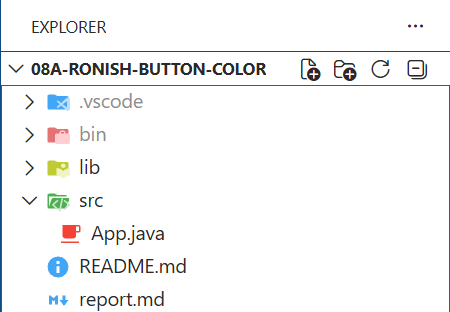 EXPLORER
08A-RONISH-BUTTON-COLOR
.vscode
bin
lib
src
App.java
README.md
report.md